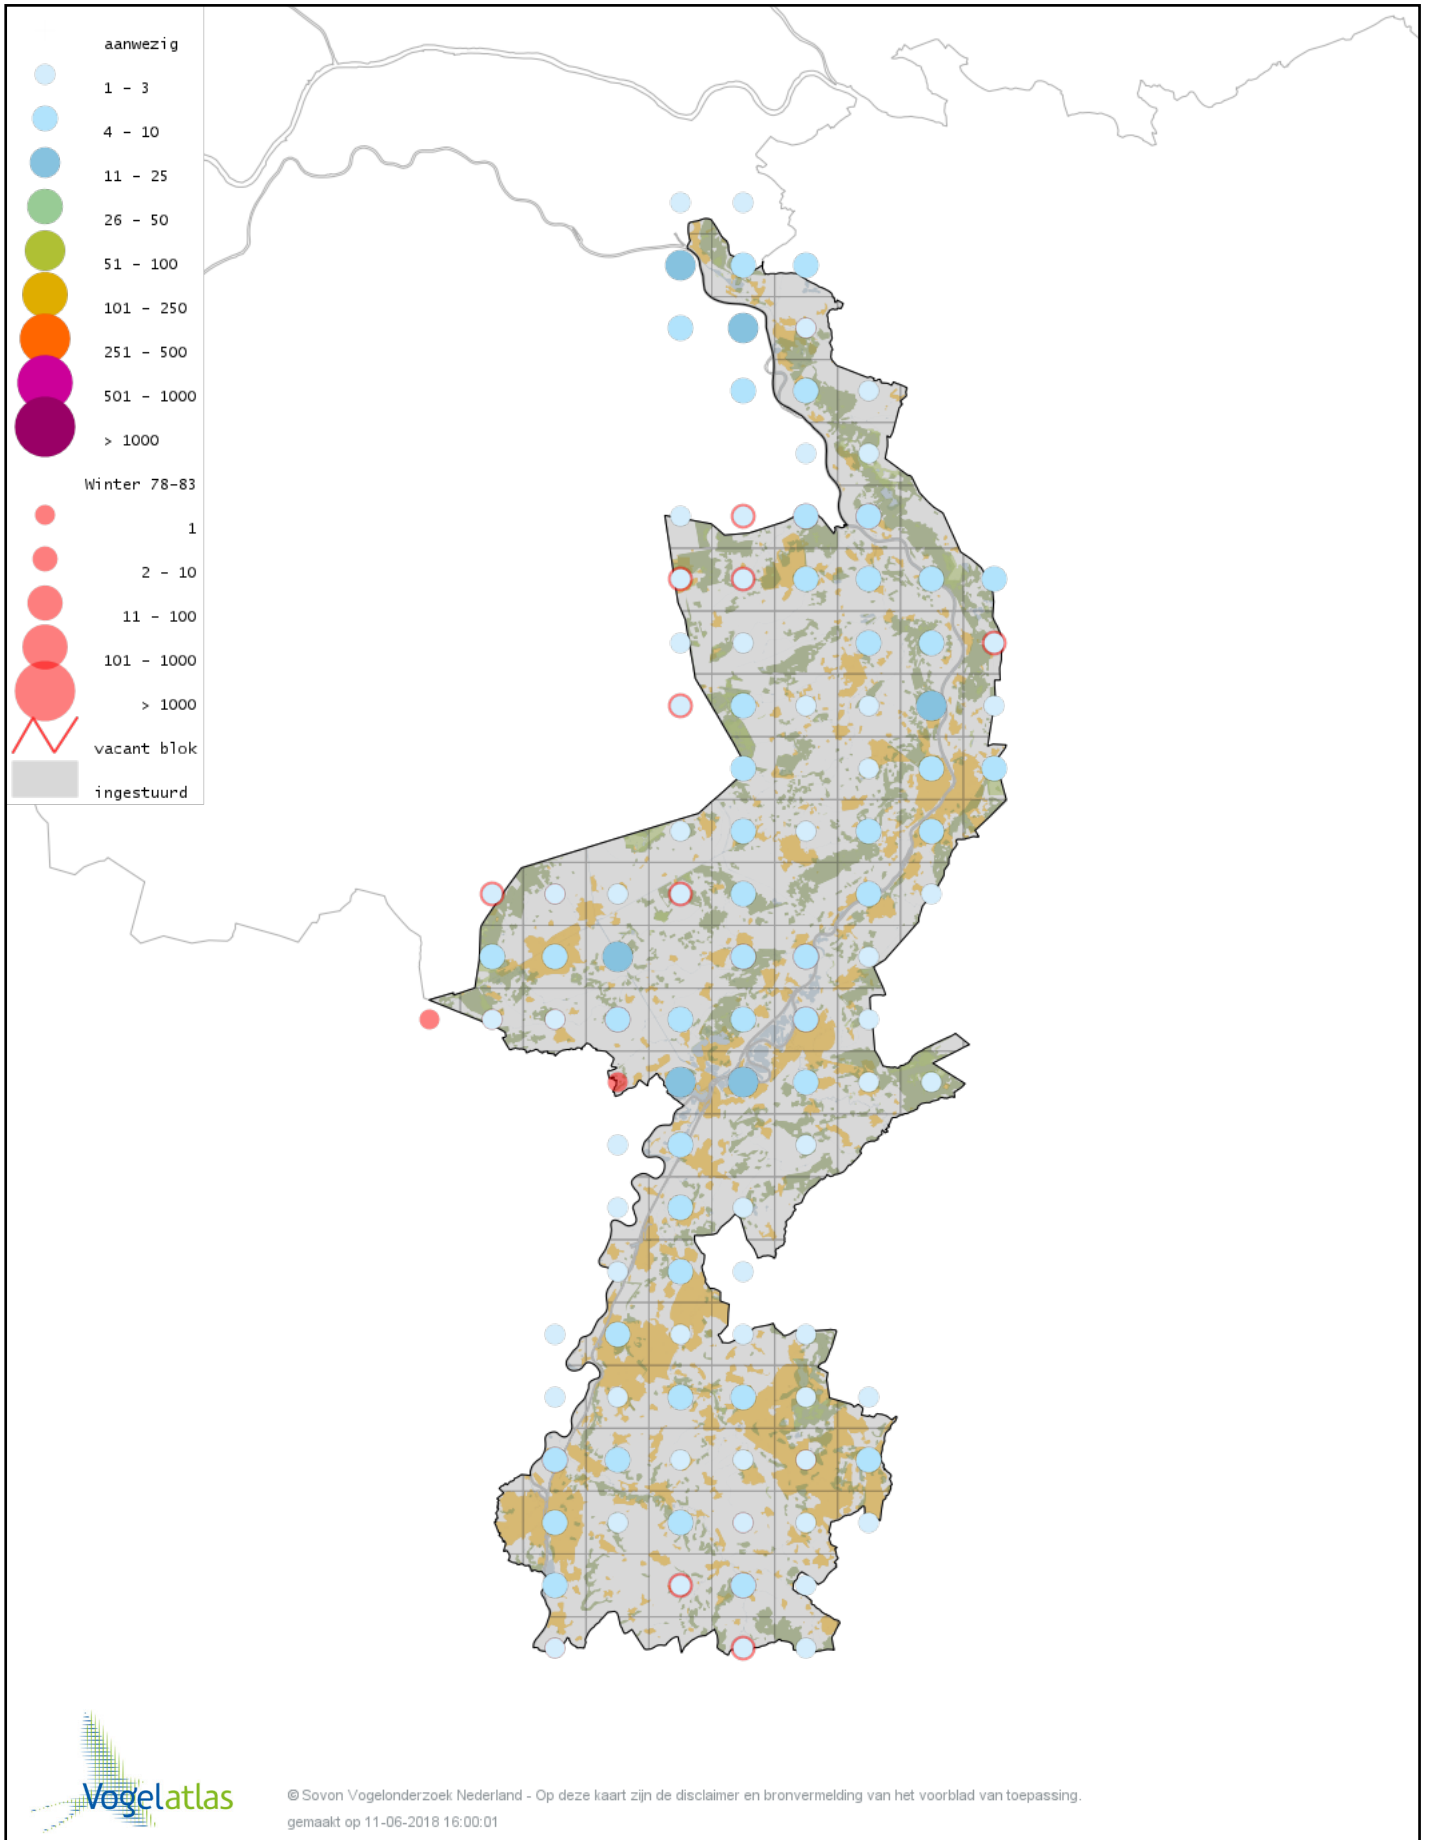 aanwezig
1 - 3
4 - 10
11 - 25
26 - 50
51 - 100
101 - 250
251 - 500
501 - 1000
> 1000
Winter 78-83
1
2 - 10
11 - 100
101 - 1000
> 1000
vacant blok
ingestuurd
Vogelatlas
© Sovon Vogelonderzoek Nederland - Op deze kaart zijn de disclaimer en bronvermelding van het voorblad van toepassing.
gemaakt op 11-06-2018 16:00:01